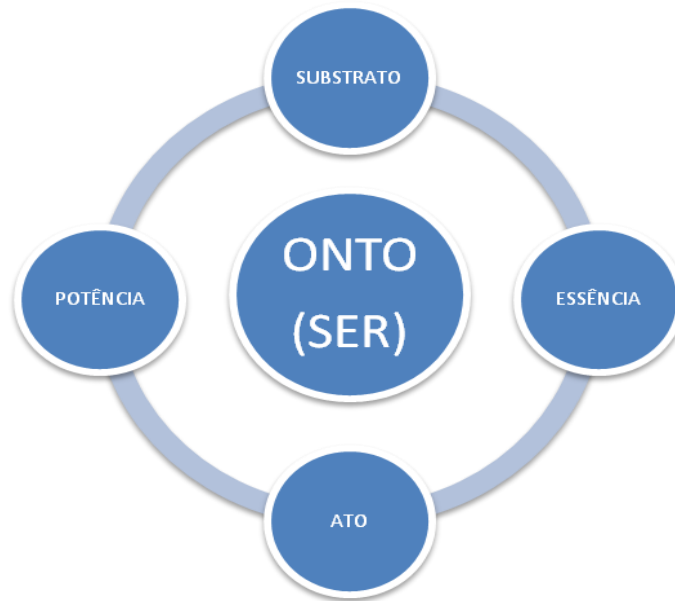 SUBSTRATO
ONTO
(SER)
POTÊNCIA
ESSÊNCIA
ATO